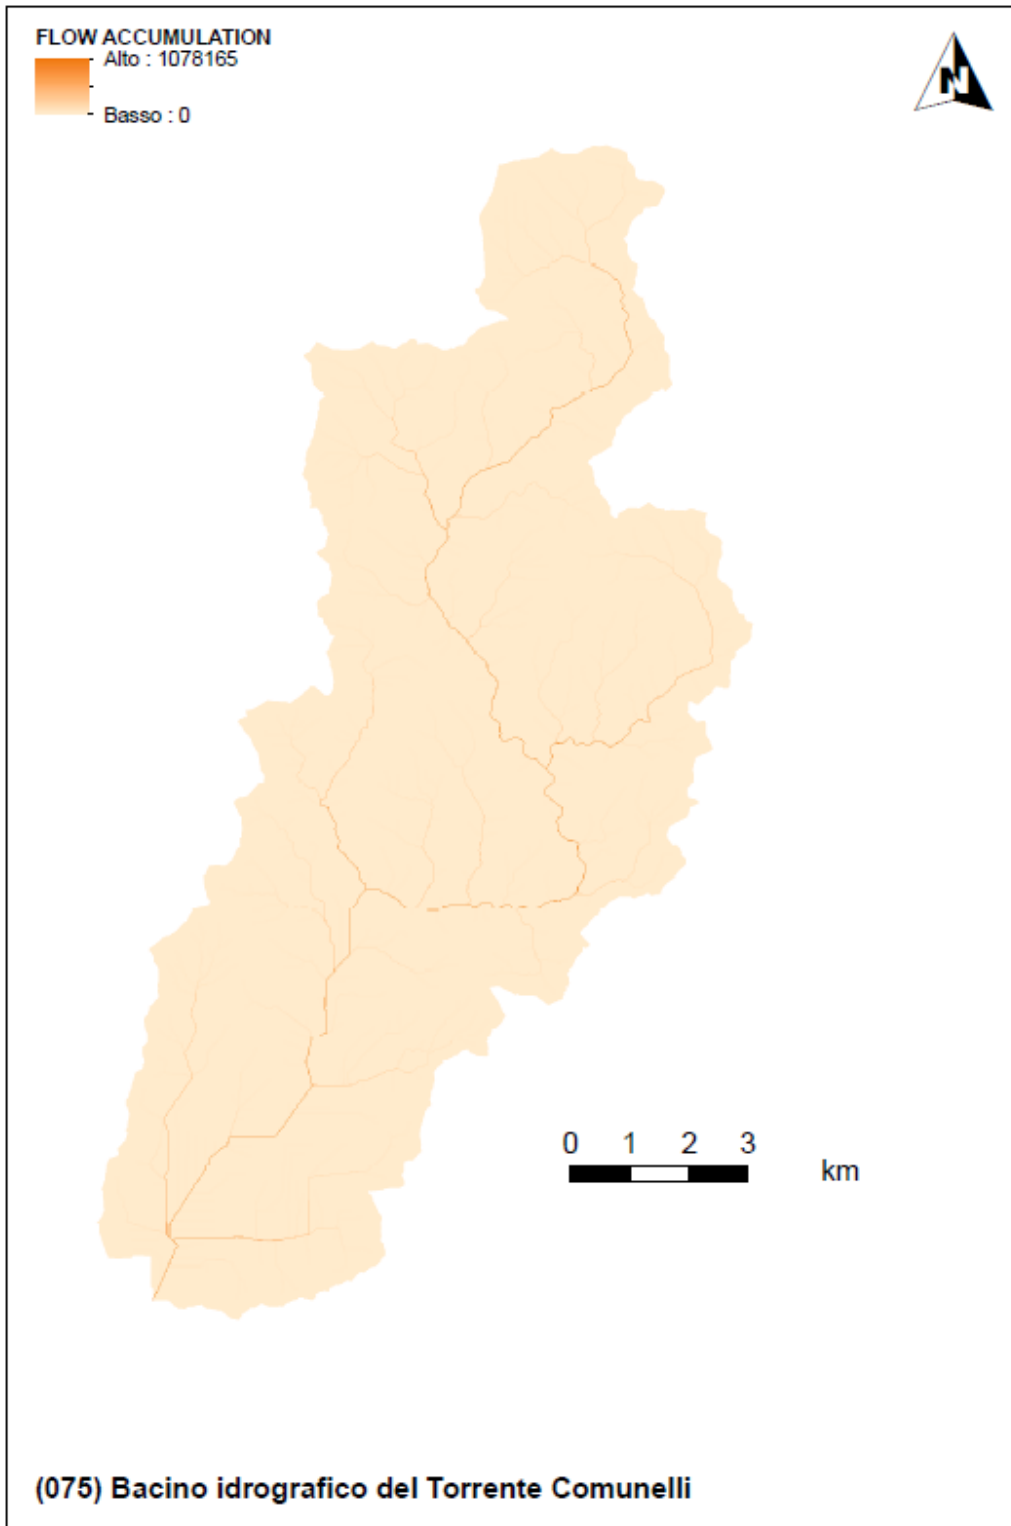 FLOW ACCUMULATION
Alto : 1078165
Basso : 0
N
0 1 2 3
km
(075) Bacino idrografico del Torrente Comunelli